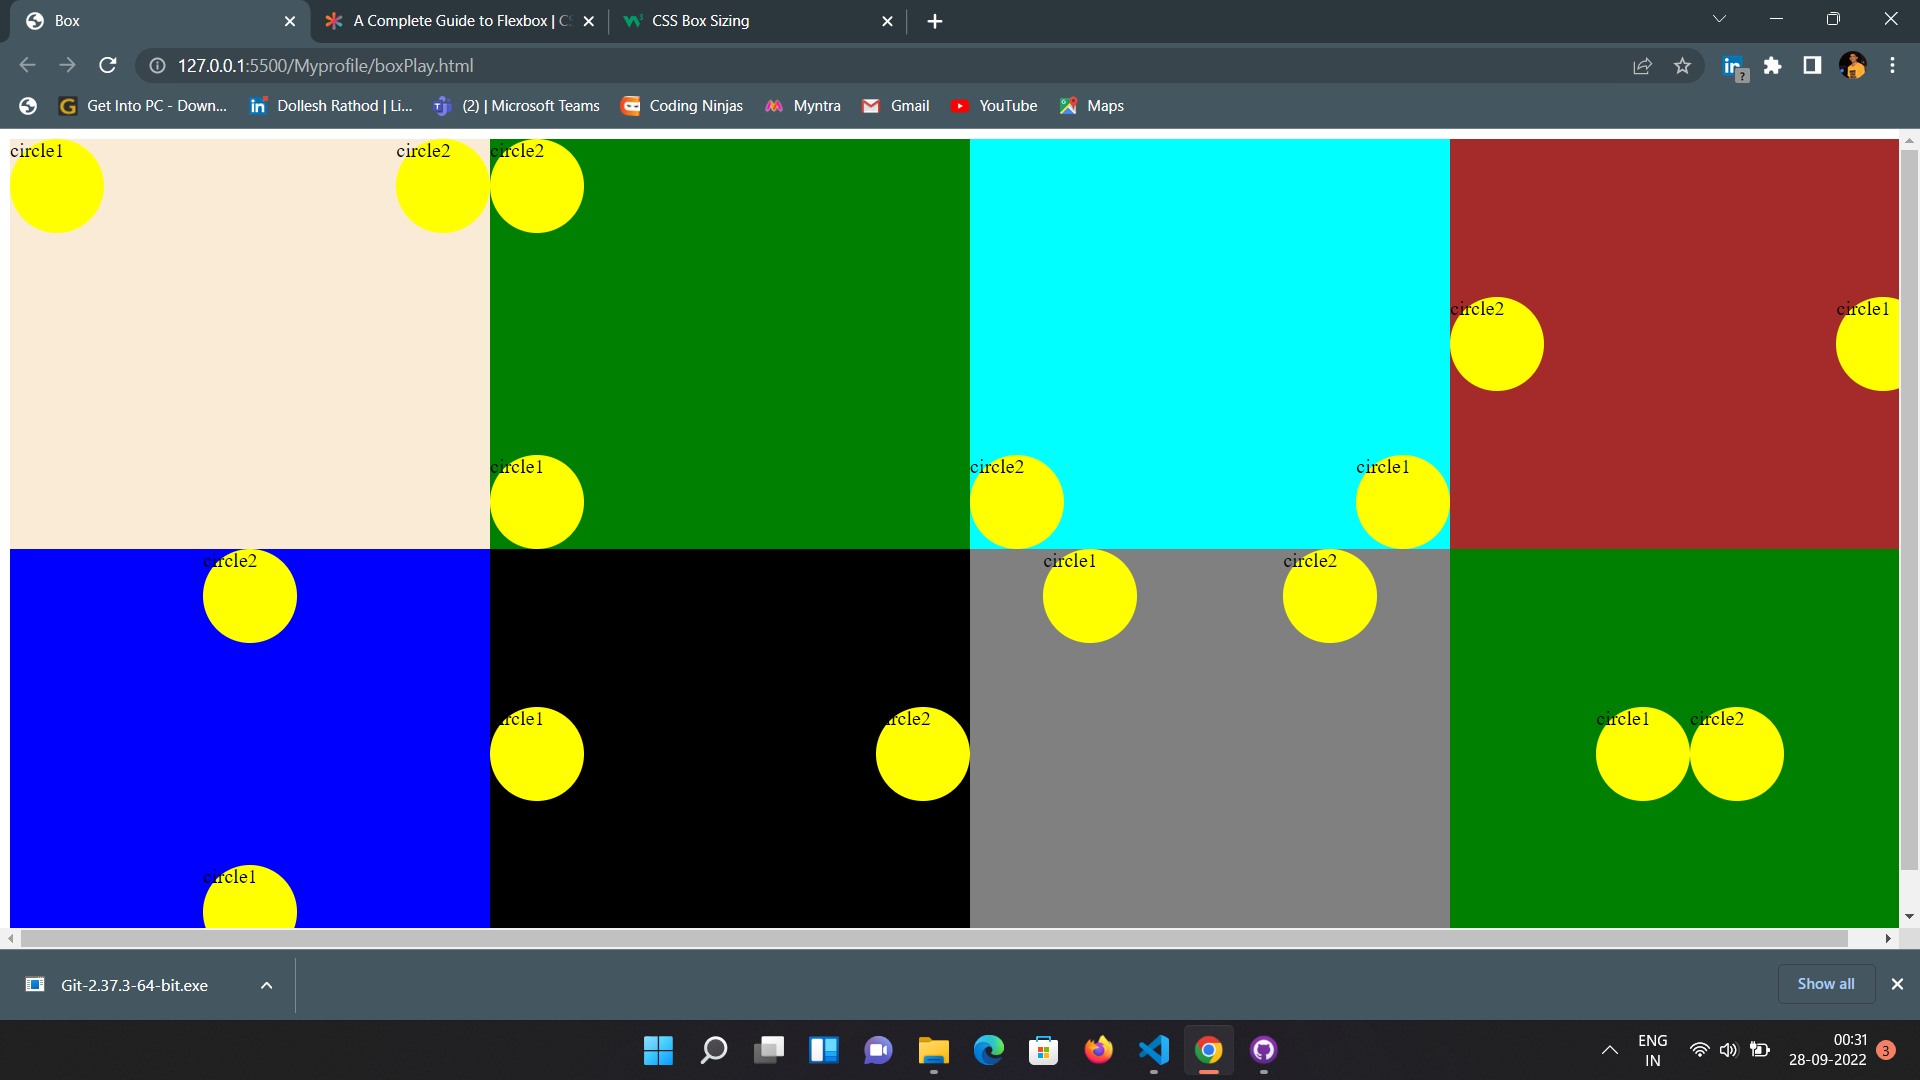 Box
A Complete Guide to Flexbox | CS
CSS Box Sizing
127.0.0.1:5500/Myprofile/boxPlay.html
Get Into PC - Down...
Dollesh Rathod | Li...
(2) | Microsoft Teams
Coding Ninjas
Myntra
Gmail
YouTube
Maps
circle1
circle2
circle2
circle2
circle1
circle1
circle2
circle1
circle2
circle1
circle2
circle1
circle2
circle1
circle2
circle1
Git-2.37.3-64-bit.exe
Show all
ENG
IN
00:31
28-09-2022
3